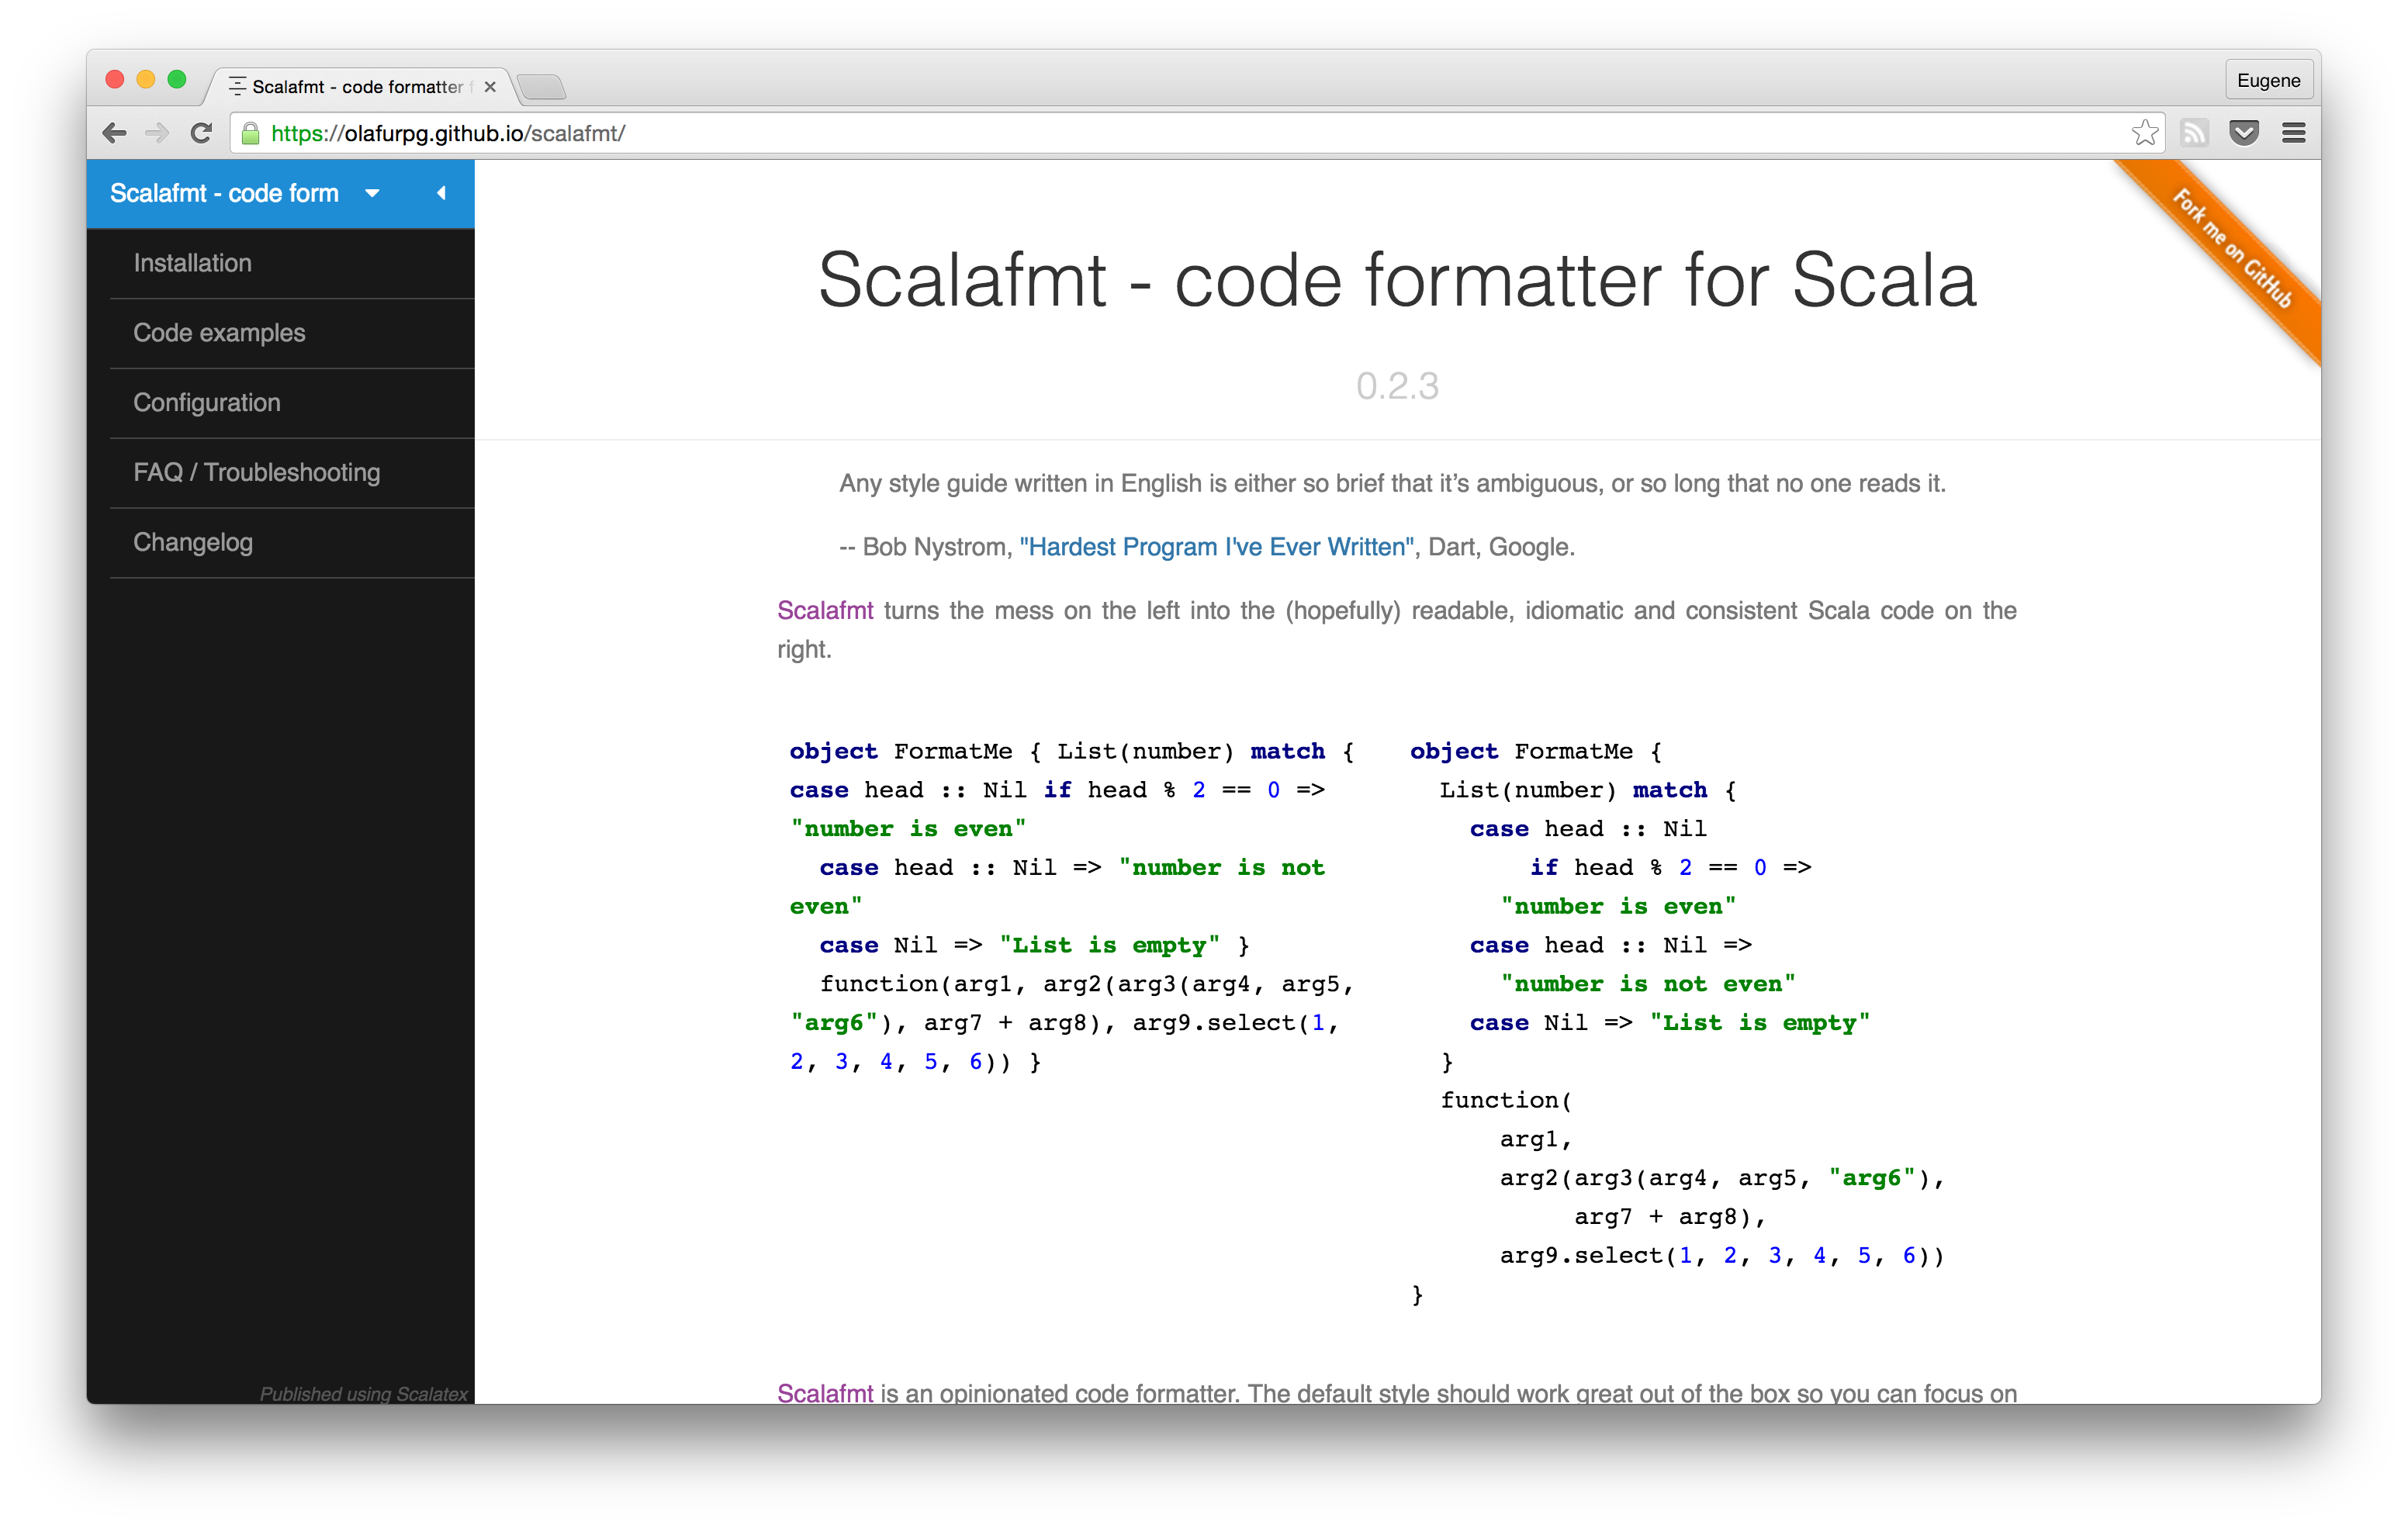 Scalafmt - code formatter f
Eugene
https://olafurpg.github.io/scalafmt/
Scalafmt - code form
Installation
Code examples
Configuration
FAQ / Troubleshooting
Changelog
Published using Scalatex
Fork me on GitHub
Scalafmt - code formatter for Scala
0.2.3
Any style guide written in English is either so brief that it’s ambiguous, or so long that no one reads it.
-- Bob Nystrom, "Hardest Program I've Ever Written", Dart, Google.
Scalafmt turns the mess on the left into the (hopefully) readable, idiomatic and consistent Scala code on the
right.
object FormatMe { List(number) match {
case head :: Nil if head % 2 == 0 =>
"number is even"
  case head :: Nil => "number is not
even"
  case Nil => "List is empty" }
  function(arg1, arg2(arg3(arg4, arg5,
"arg6"), arg7 + arg8), arg9.select(1,
2, 3, 4, 5, 6)) }
object FormatMe {
  List(number) match {
    case head :: Nil
        if head % 2 == 0 =>
      "number is even"
    case head :: Nil =>
      "number is not even"
    case Nil => "List is empty"
  }
  function(
      arg1,
      arg2(arg3(arg4, arg5, "arg6"),
           arg7 + arg8),
      arg9.select(1, 2, 3, 4, 5, 6))
}
Scalafmt is an opinionated code formatter. The default style should work great out of the box so you can focus on